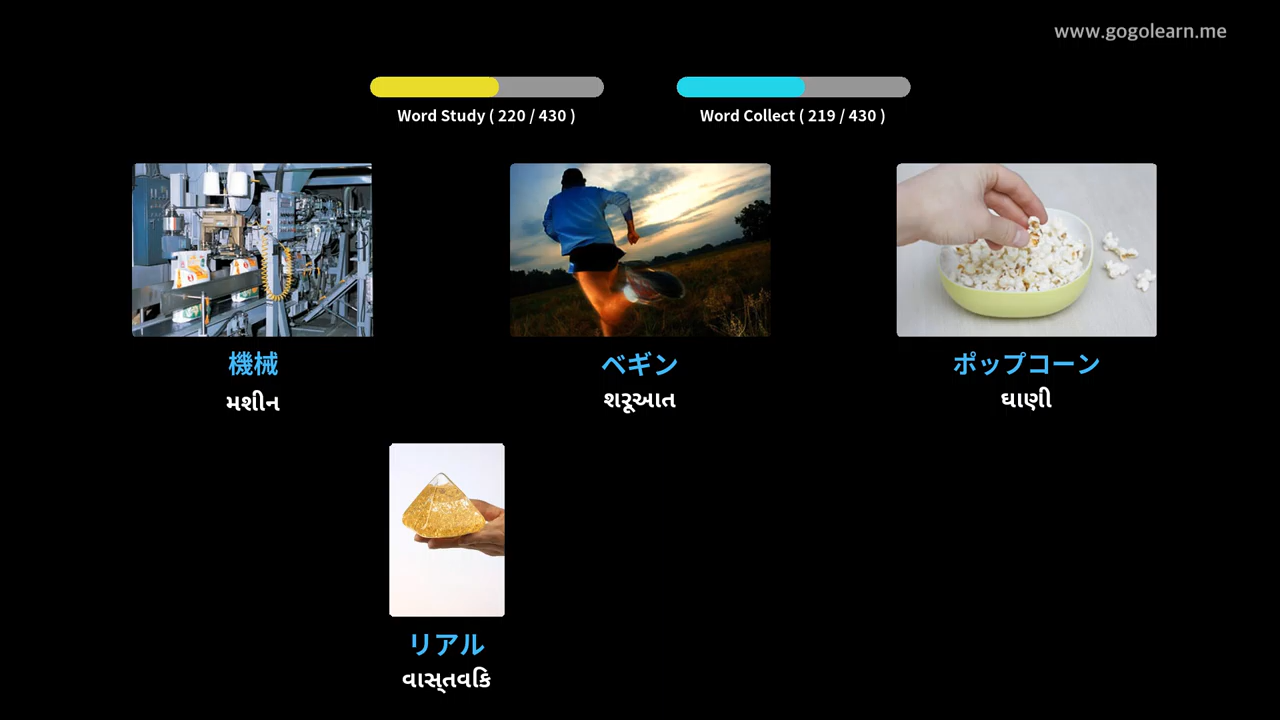 www.gogolearn.me
Word Study ( 220 / 430 )
Word Collect ( 219 / 430 )
機械
મશીન
ベギン
શરૂઆત
ポップコーン
ઘાણી
リアル
વાસ્તવકિ